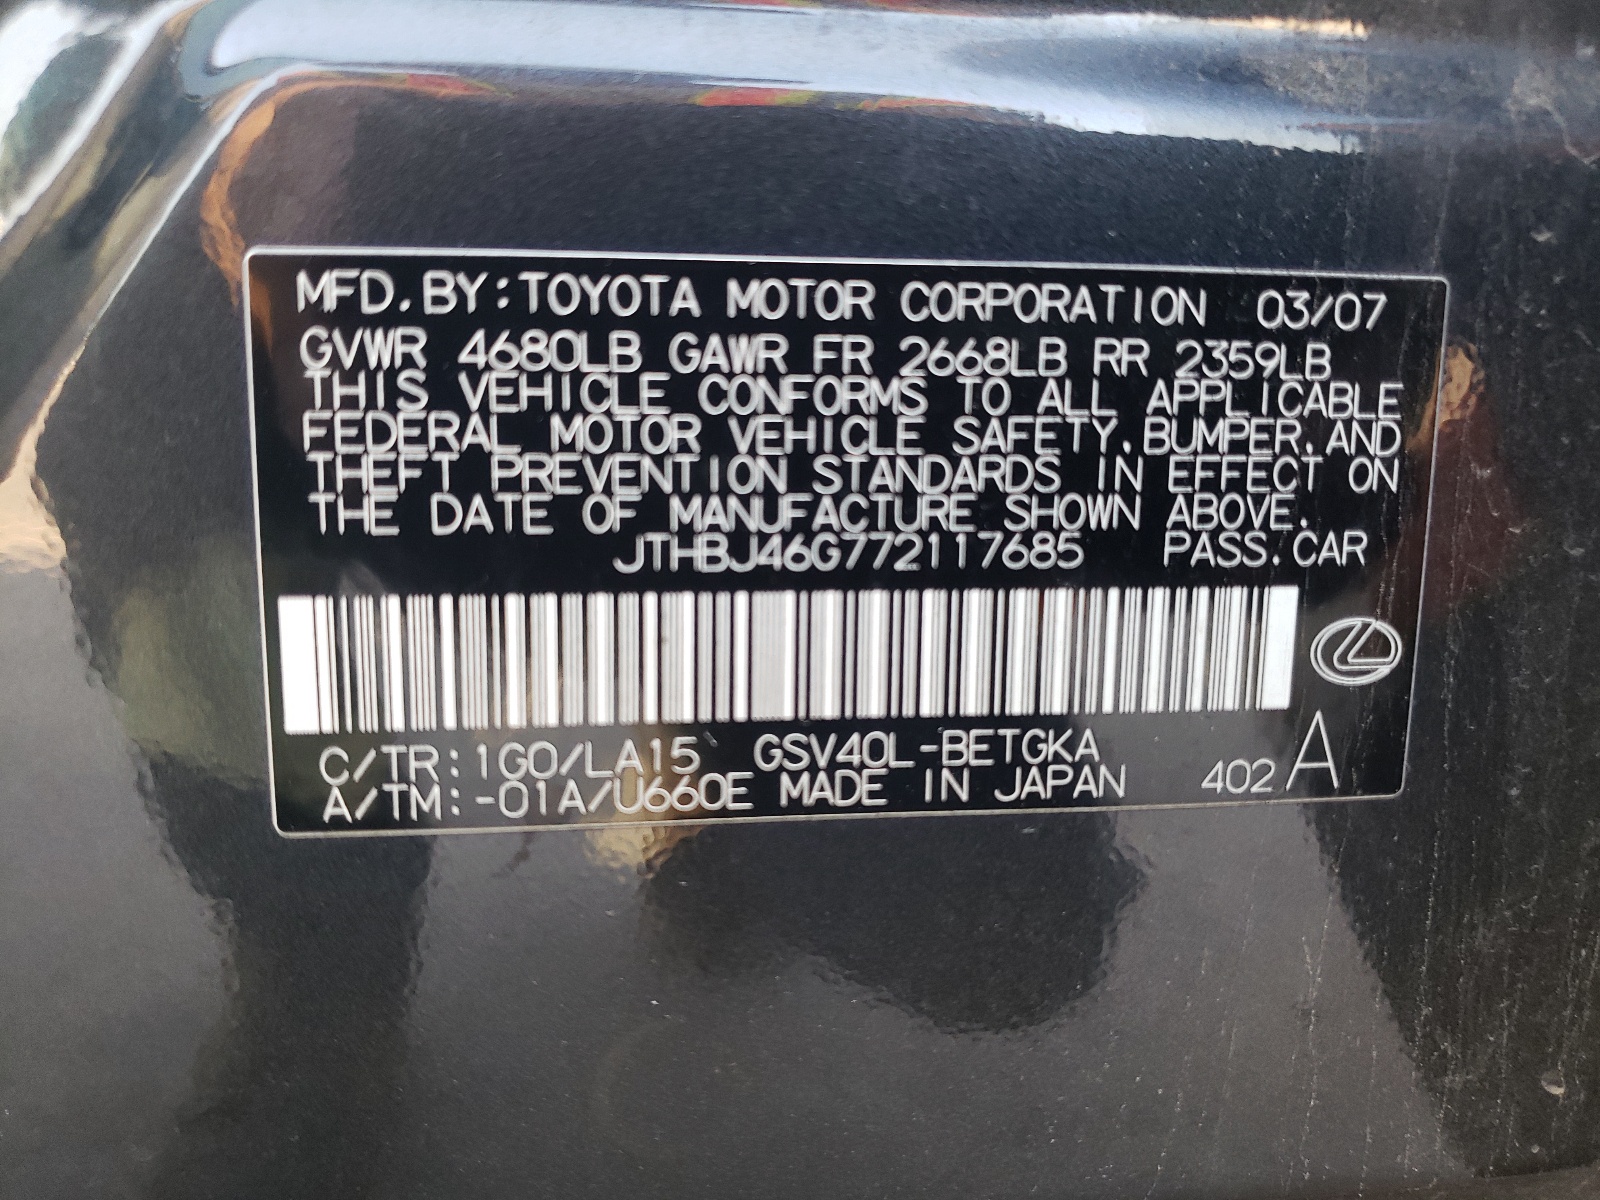 MFD.BY:TOYOTA MOTOR CORPORATION 03/07
GVWR 4680LB GAWR FR 2668LB RR 2359LB
THIS VEHICLE CONFORMS TO ALL APPLICABLE
FEDERAL MOTOR VEHICLE SAFETY,BUMPER,AND
THEFT PREVENTION STANDARDS IN EFFECT ON
THE DATE OF MANUFACTURE SHOWN ABOVE.
JTHBJ46G772117685 PASS.CAR
C/TR:1G0/LA15 GSV40L-BETGKA
A/TM:-01A/U660E MADE IN JAPAN 402 A